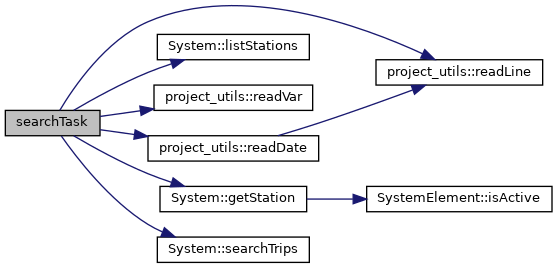 searchTask
System::listStations
project_utils::readLine
project_utils::readVar
project_utils::readDate
System::getStation
SystemElement::isActive
System::searchTrips